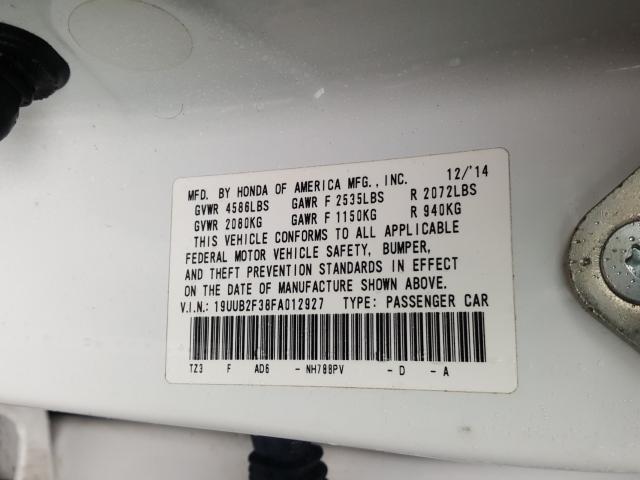 MFD. BY HONDA OF AMERICA MFG., INC. 12/'14
GVWR 4586LBS GAWR F 2535LBS R 2072LBS
GVWR 2080KG GAWR F 1150KG R 940KG
THIS VEHICLE CONFORMS TO ALL APPLICABLE
FEDERAL MOTOR VEHICLE SAFETY, BUMPER,
AND THEFT PREVENTION STANDARDS IN EFFECT
ON THE DATE OF MANUFACTURE SHOWN ABOVE.
V.I.N.: 19UUB2F36FA012927 TYPE: PASSENGER CAR
TZ3 F AD6 - NH788PV - D - A